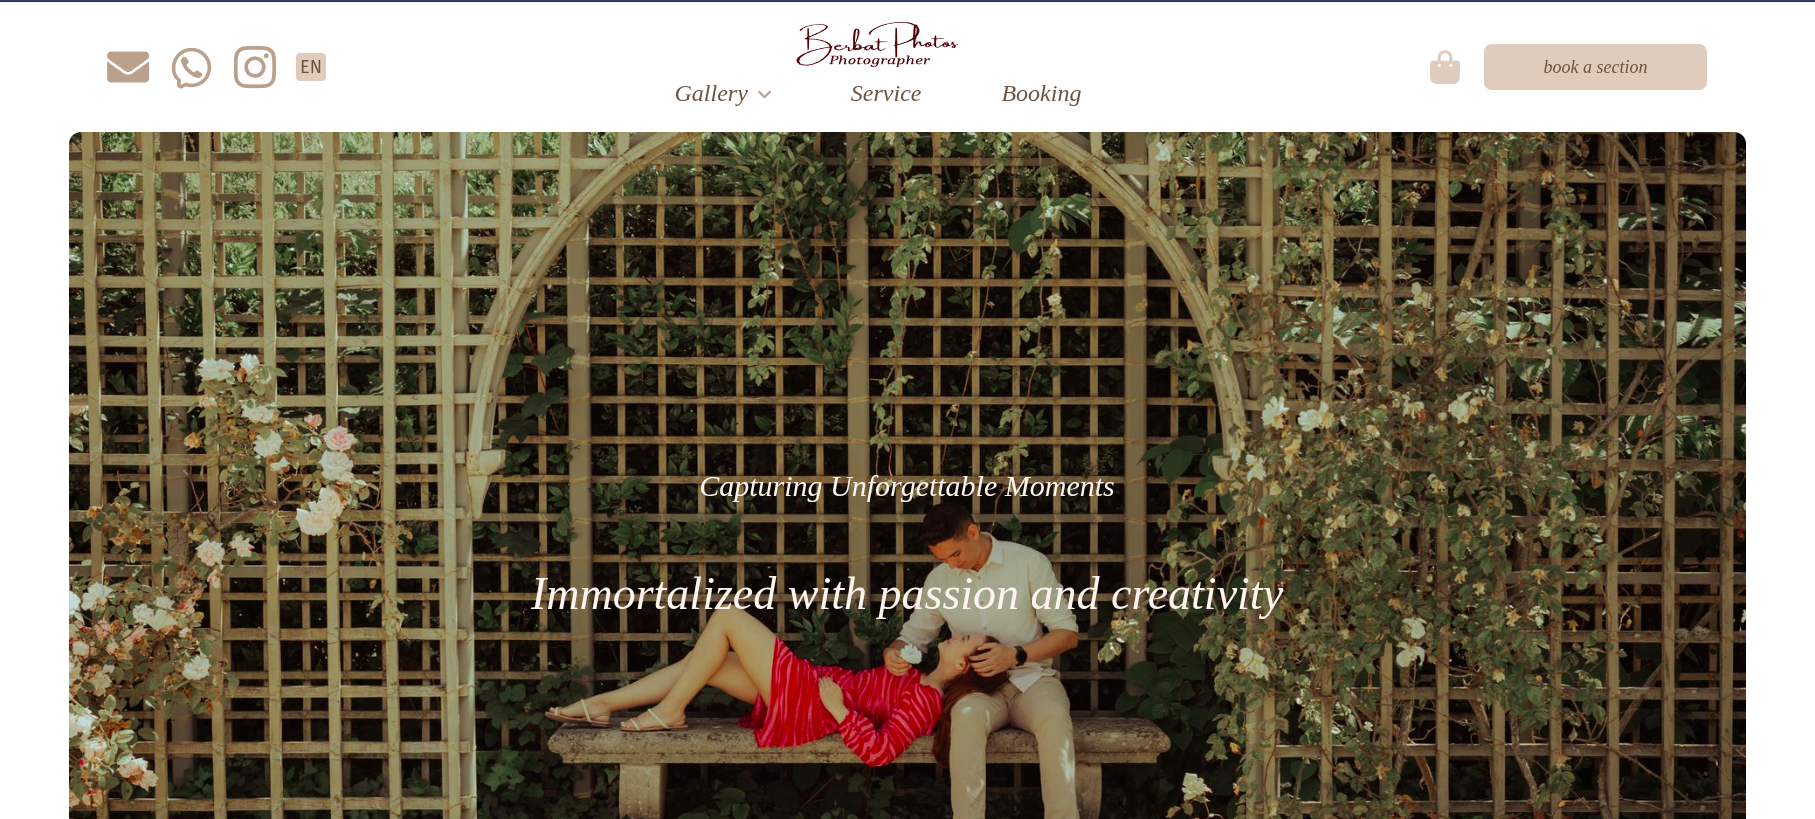 EN
Berbat Photos
Photographer
Gallery
Service
Booking
book a section
Capturing Unforgettable Moments
Immortalized with passion and creativity